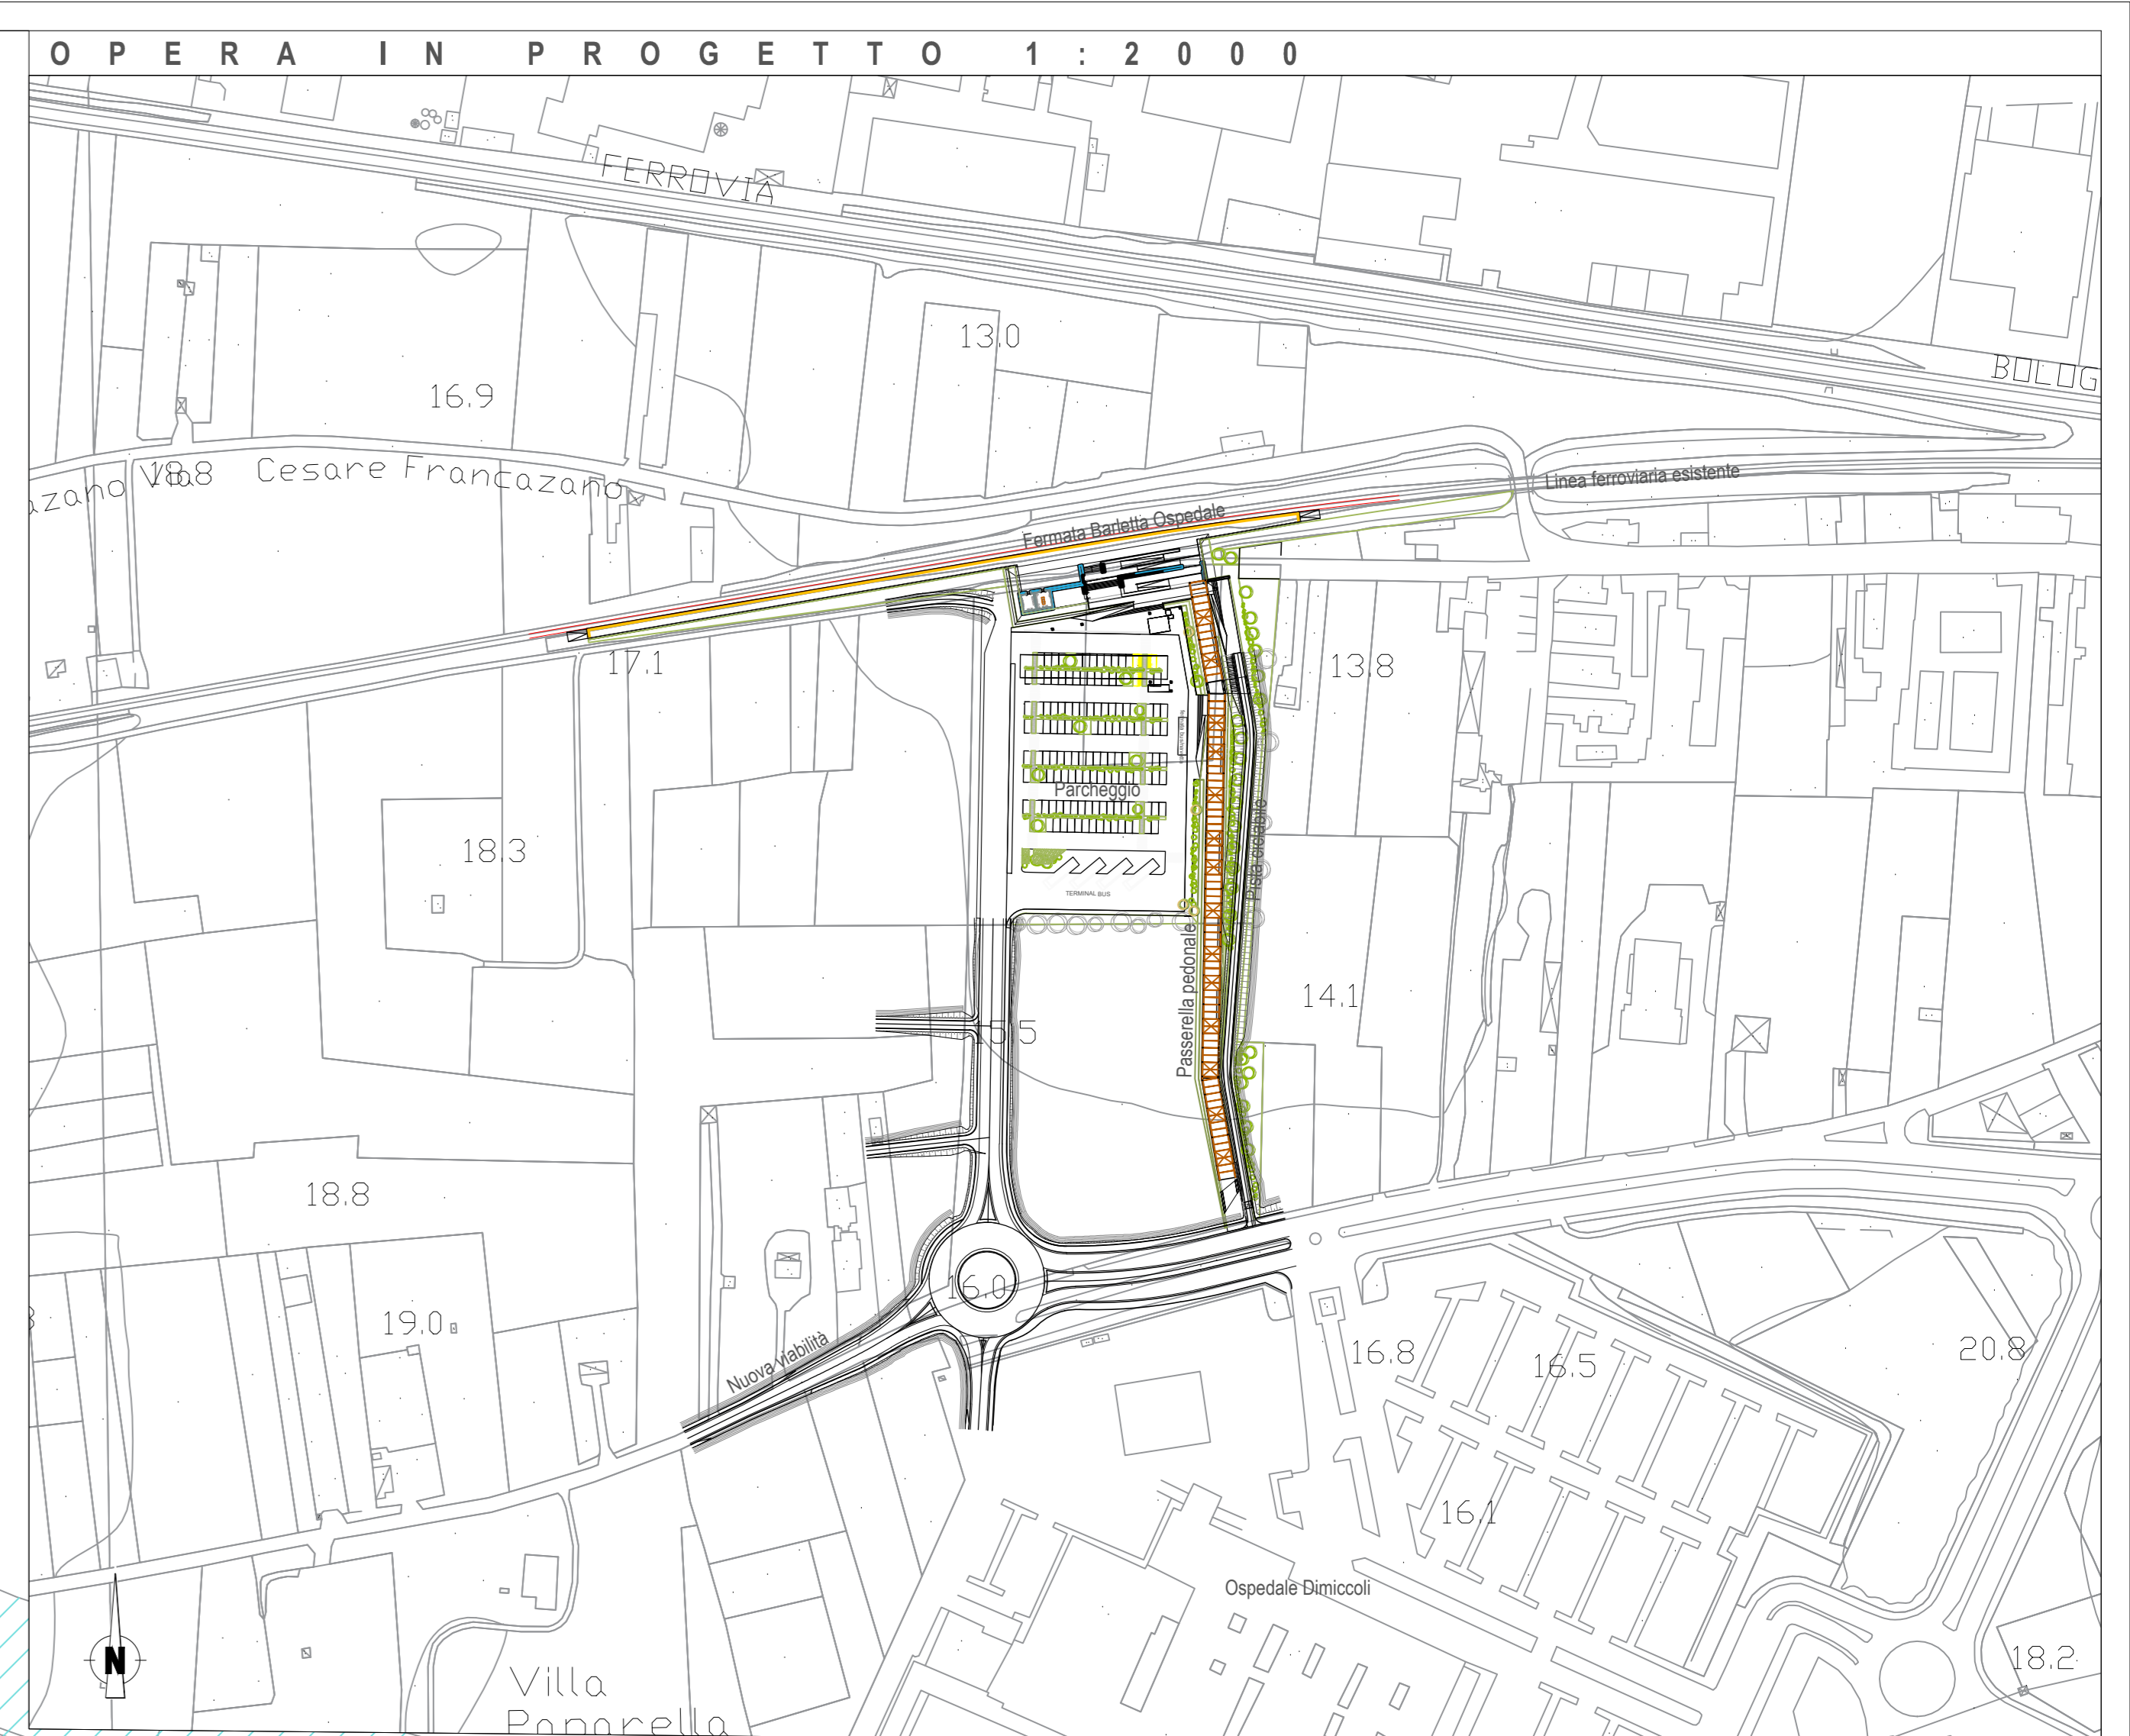 OPERA IN PROGETTO 1:2000
FERROVIA
BOLOG
13.0
16.9
azano Via
18.8
Cesare Francazano
Linea ferroviaria esistente
Fermata Barletta Ospedale
17.1
13.8
Parcheggio
18.3
Pista ciclabile
TERMINAL BUS
Passerella pedonale
14.1
15.5
18.8
16.0
19.0
Nuova viabilità
16.8
16.5
20.8
16.1
Ospedale Dimiccoli
N
18.2
Villa
Paparella